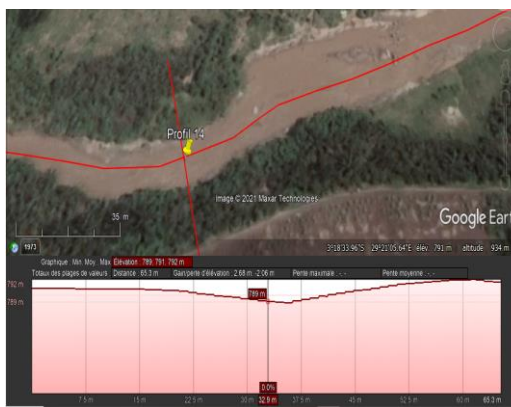 Profil 14
Image © 2021 Maxar Technologies
35 m
Google Eart
1973
3°18'33.96"S 29°21'05.64"E élév. 791 m altitude 934 m
Graphique : Min, Moy, Max Élévation : 789, 791, 792 m
Totaux des plages de valeurs : Distance : 65.3 m Gain/perte d'élévation : 2.68 m -2.06 m Pente maximale : -,- Pente moyenne : -,-
792 m
789 m
789 m
0.0%
7.5 m 15 m 22.5 m 30 m 32.9 m 37.5 m 45 m 52.5 m 60 m 65.3 m